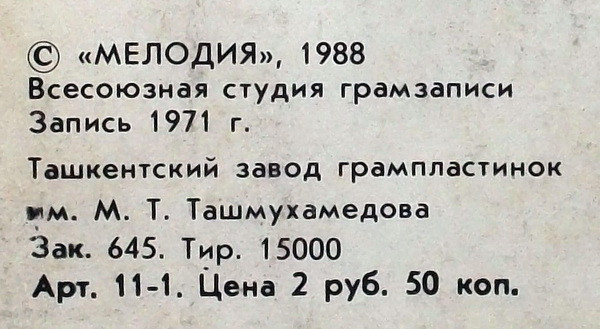 © «МЕЛОДИЯ», 1988
Всесоюзная студия грамзаписи
Запись 1971 г.
Ташкентский завод грампластинок
им. М. Т. Ташмухамедова
Зак. 645. Тир. 15000
Арт. 11-1. Цена 2 руб. 50 коп.